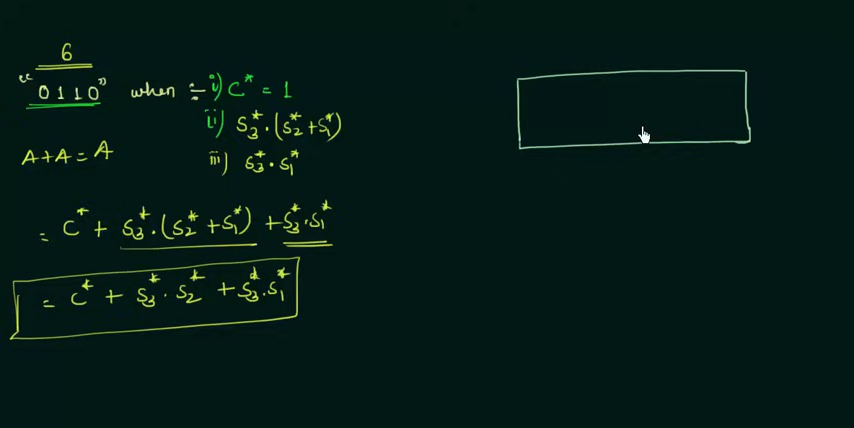 6
"0110" when :- i) C* = 1
ii) S₃*·(S₂*+S₁*)
A+A=A
iii) S₃*·S₁*
= C* + S₃*·(S₂*+S₁*) + S₃*·S₁*
= C* + S₃*·S₂* + S₃*·S₁*